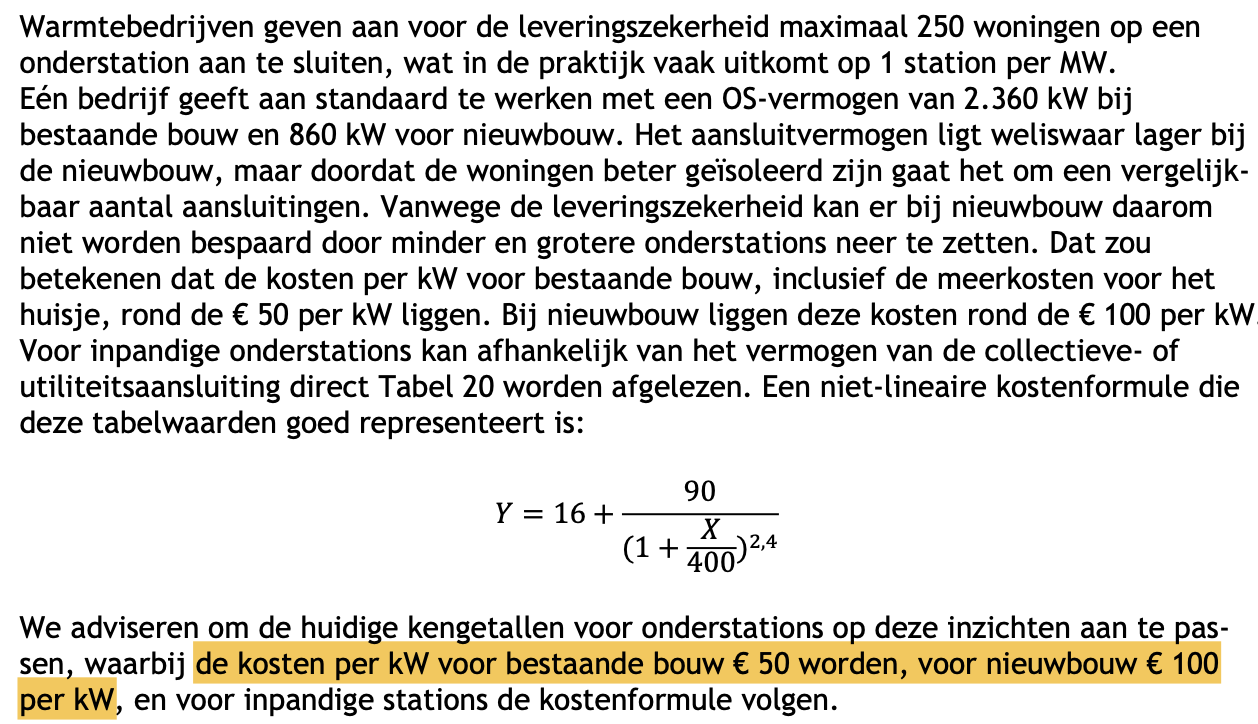 Warmtebedrijven geven aan voor de leveringszekerheid maximaal 250 woningen op een
onderstation aan te sluiten, wat in de praktijk vaak uitkomt op 1 station per MW.
Eén bedrijf geeft aan standaard te werken met een OS-vermogen van 2.360 kW bij
bestaande bouw en 860 kW voor nieuwbouw. Het aansluitvermogen ligt weliswaar lager bij
de nieuwbouw, maar doordat de woningen beter geïsoleerd zijn gaat het om een vergelijk-
baar aantal aansluitingen. Vanwege de leveringszekerheid kan er bij nieuwbouw daarom
niet worden bespaard door minder en grotere onderstations neer te zetten. Dat zou
betekenen dat de kosten per kW voor bestaande bouw, inclusief de meerkosten voor het
huisje, rond de € 50 per kW liggen. Bij nieuwbouw liggen deze kosten rond de € 100 per kW.
Voor inpandige onderstations kan afhankelijk van het vermogen van de collectieve- of
utiliteitsaansluiting direct Tabel 20 worden afgelezen. Een niet-lineaire kostenformule die
deze tabelwaarden goed representeert is:
Y = 16 + 90 / (1 + X/400)^2,4
We adviseren om de huidige kengetallen voor onderstations op deze inzichten aan te pas-
sen, waarbij de kosten per kW voor bestaande bouw € 50 worden, voor nieuwbouw € 100
per kW, en voor inpandige stations de kostenformule volgen.